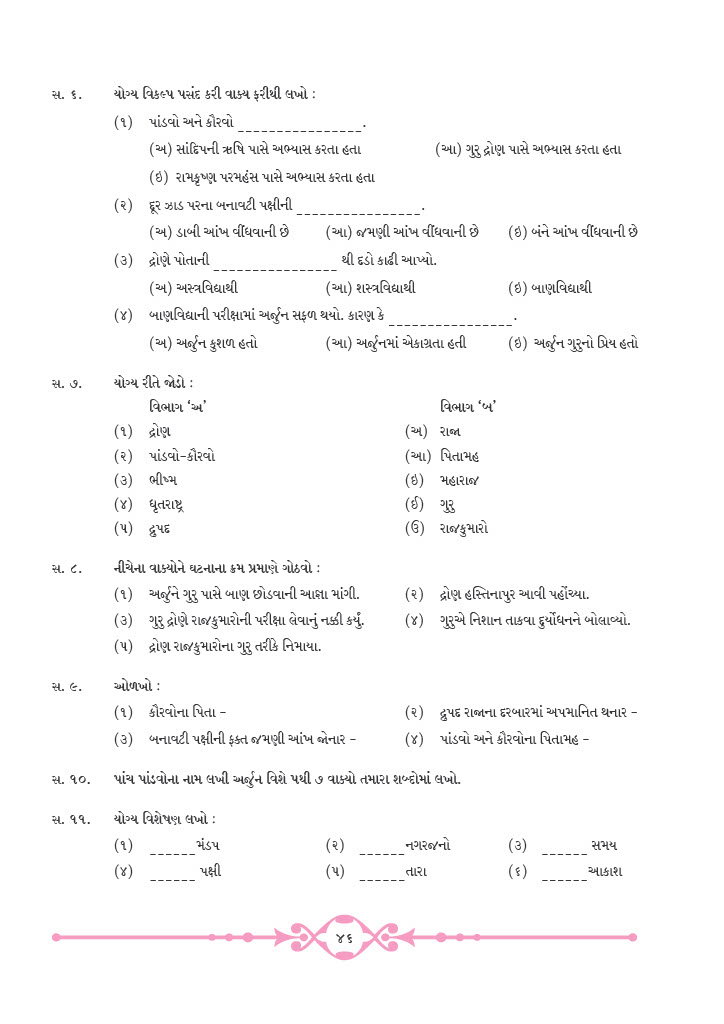 સ. ૬. યોગ્ય વિકલ્પ પસંદ કરી વાક્ય ફરીથી લખો :
(૧) પાંડવો અને કૌરવો ________________.
(અ) સાંદિપની ઋષિ પાસે અભ્યાસ કરતા હતા (આ) ગુરુ દ્રોણ પાસે અભ્યાસ કરતા હતા
(ઇ) રામકૃષ્ણ પરમહંસ પાસે અભ્યાસ કરતા હતા
(૨) દૂર ઝાડ પરના બનાવટી પક્ષીની ________________.
(અ) ડાબી આંખ વીંધવાની છે (આ) જમણી આંખ વીંધવાની છે (ઇ) બંને આંખ વીંધવાની છે
(૩) દ્રોણે પોતાની ________________ થી દડો કાઢી આપ્યો.
(અ) અસ્ત્રવિદ્યાથી (આ) શસ્ત્રવિદ્યાથી (ઇ) બાણવિદ્યાથી
(૪) બાણવિદ્યાની પરીક્ષામાં અર્જુન સફળ થયો. કારણ કે ________________.
(અ) અર્જુન કુશળ હતો (આ) અર્જુનમાં એકાગ્રતા હતી (ઇ) અર્જુન ગુરુનો પ્રિય હતો
સ. ૭. યોગ્ય રીતે જોડો :
વિભાગ ‘અ’ વિભાગ ‘બ’
(૧) દ્રોણ (અ) રાજા
(૨) પાંડવો-કૌરવો (આ) પિતામહ
(૩) ભીષ્મ (ઇ) મહારાજ
(૪) ધૃતરાષ્ટ્ર (ઈ) ગુરુ
(૫) દ્રુપદ (ઉ) રાજકુમારો
સ. ૮. નીચેના વાક્યોને ઘટનાના ક્રમ પ્રમાણે ગોઠવો :
(૧) અર્જુને ગુરુ પાસે બાણ છોડવાની આજ્ઞા માંગી. (૨) દ્રોણ હસ્તિનાપુર આવી પહોંચ્યા.
(૩) ગુરુ દ્રોણે રાજકુમારોની પરીક્ષા લેવાનું નક્કી કર્યું. (૪) ગુરુએ નિશાન તાકવા દુર્યોધનને બોલાવ્યો.
(૫) દ્રોણ રાજકુમારોના ગુરુ તરીકે નિમાયા.
સ. ૯. ઓળખો :
(૧) કૌરવોના પિતા - (૨) દ્રુપદ રાજાના દરબારમાં અપમાનિત થનાર -
(૩) બનાવટી પક્ષીની ફક્ત જમણી આંખ જોનાર - (૪) પાંડવો અને કૌરવોના પિતામહ -
સ. ૧૦. પાંચ પાંડવોના નામ લખી અર્જુન વિશે ૫થી ૭ વાક્યો તમારા શબ્દોમાં લખો.
સ. ૧૧. યોગ્ય વિશેષણ લખો :
(૧) ______મંડપ (૨) ______નગરજનો (૩) ______ સમય
(૪) ______ પક્ષી (૫) ______તારા (૬) ______આકાશ
૪૬